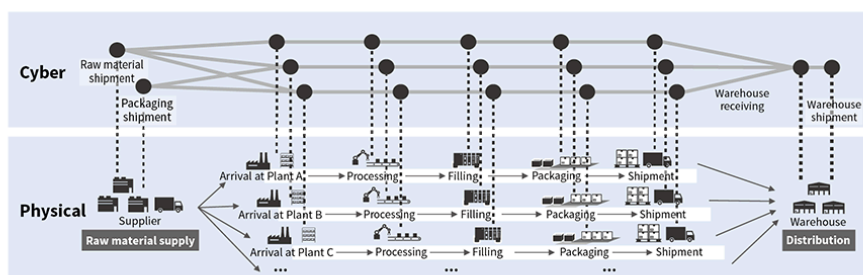 Cyber
Raw material
shipment
Packaging
shipment
Warehouse
receiving
Warehouse
shipment
Physical
Arrival at Plant A
Processing
Filling
Packaging
Shipment
Supplier
Arrival at Plant B
Processing
Filling
Packaging
Shipment
Warehouse
Raw material supply
Distribution
Arrival at Plant C
Processing
Filling
Packaging
Shipment
...
...
...